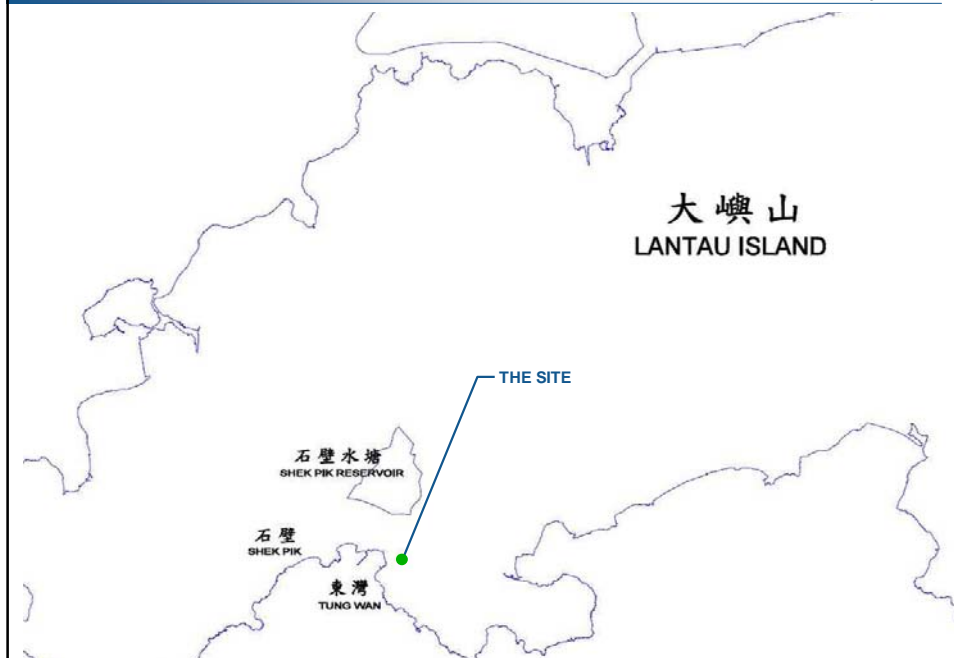 大嶼山
LANTAU ISLAND
THE SITE
石壁水塘
SHEK PIK RESERVOIR
石壁
SHEK PIK
東灣
TUNG WAN